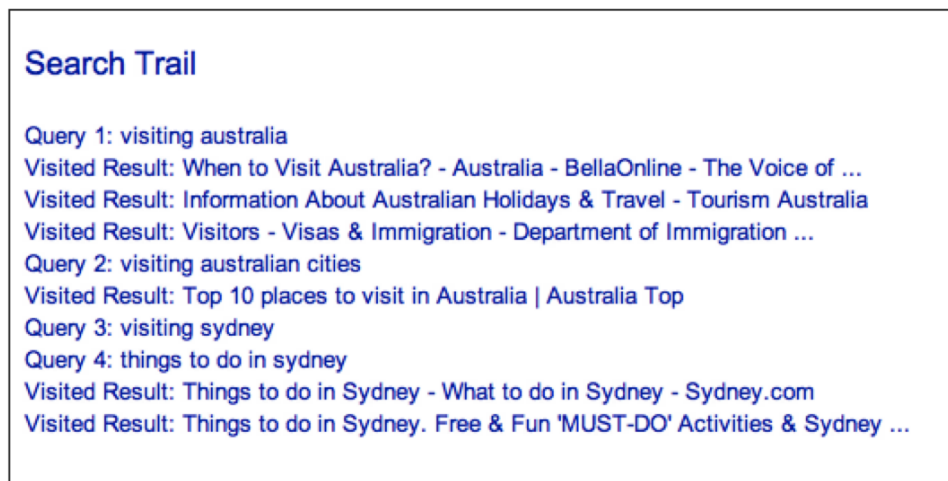 Search Trail
Query 1: visiting australia
Visited Result: When to Visit Australia? - Australia - BellaOnline - The Voice of ...
Visited Result: Information About Australian Holidays & Travel - Tourism Australia
Visited Result: Visitors - Visas & Immigration - Department of Immigration ...
Query 2: visiting australian cities
Visited Result: Top 10 places to visit in Australia | Australia Top
Query 3: visiting sydney
Query 4: things to do in sydney
Visited Result: Things to do in Sydney - What to do in Sydney - Sydney.com
Visited Result: Things to do in Sydney. Free & Fun 'MUST-DO' Activities & Sydney ...